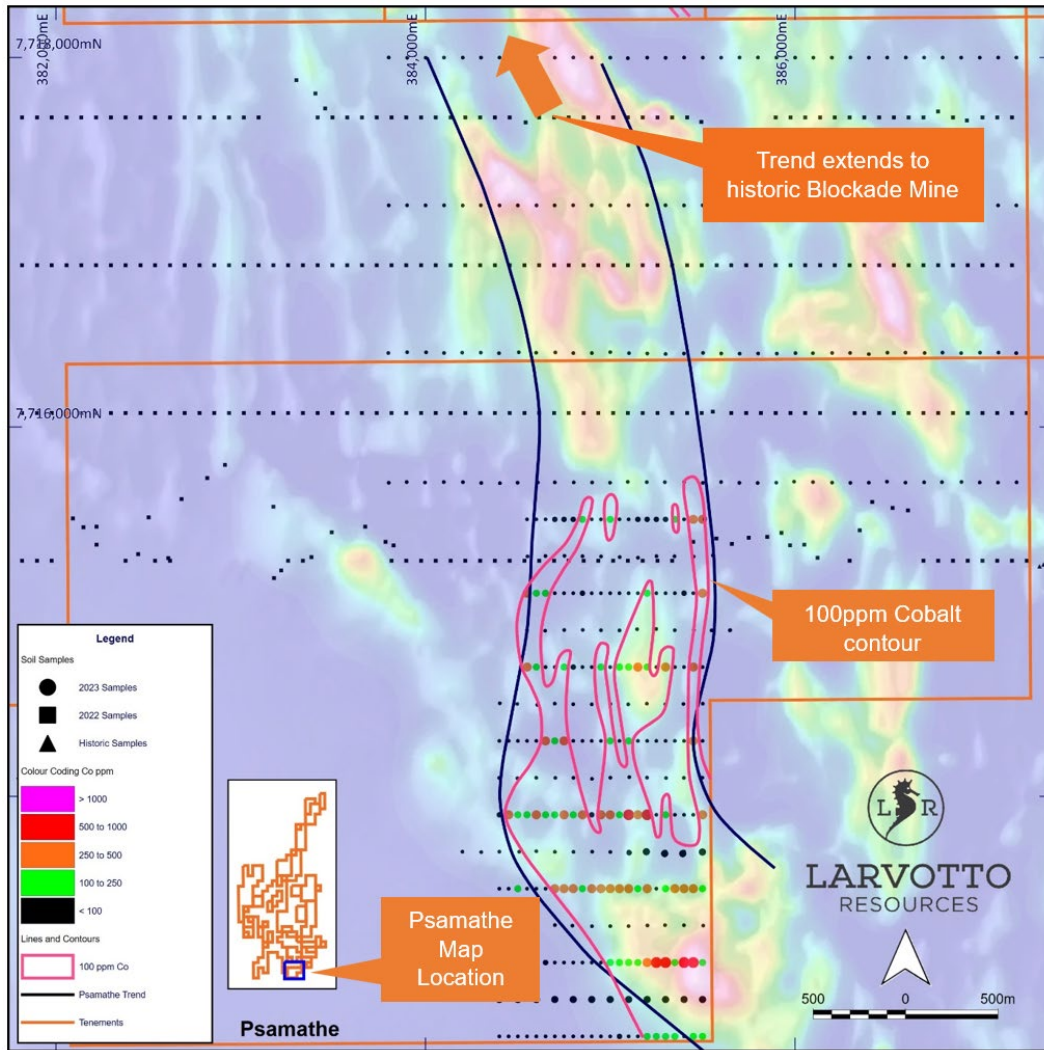 382,000mE
384,000mE
386,000mE
7,718,000mN
Trend extends to
historic Blockade Mine
7,716,000mN
100ppm Cobalt
contour
Legend
Soil Samples
2023 Samples
2022 Samples
Historic Samples
Colour Coding Co ppm
> 1000
500 to 1000
250 to 500
100 to 250
< 100
Lines and Contours
100 ppm Co
Psamathe Trend
Tenements
Psamathe
Map
Location
Psamathe
L R
LARVOTTO
RESOURCES
500 0 500m